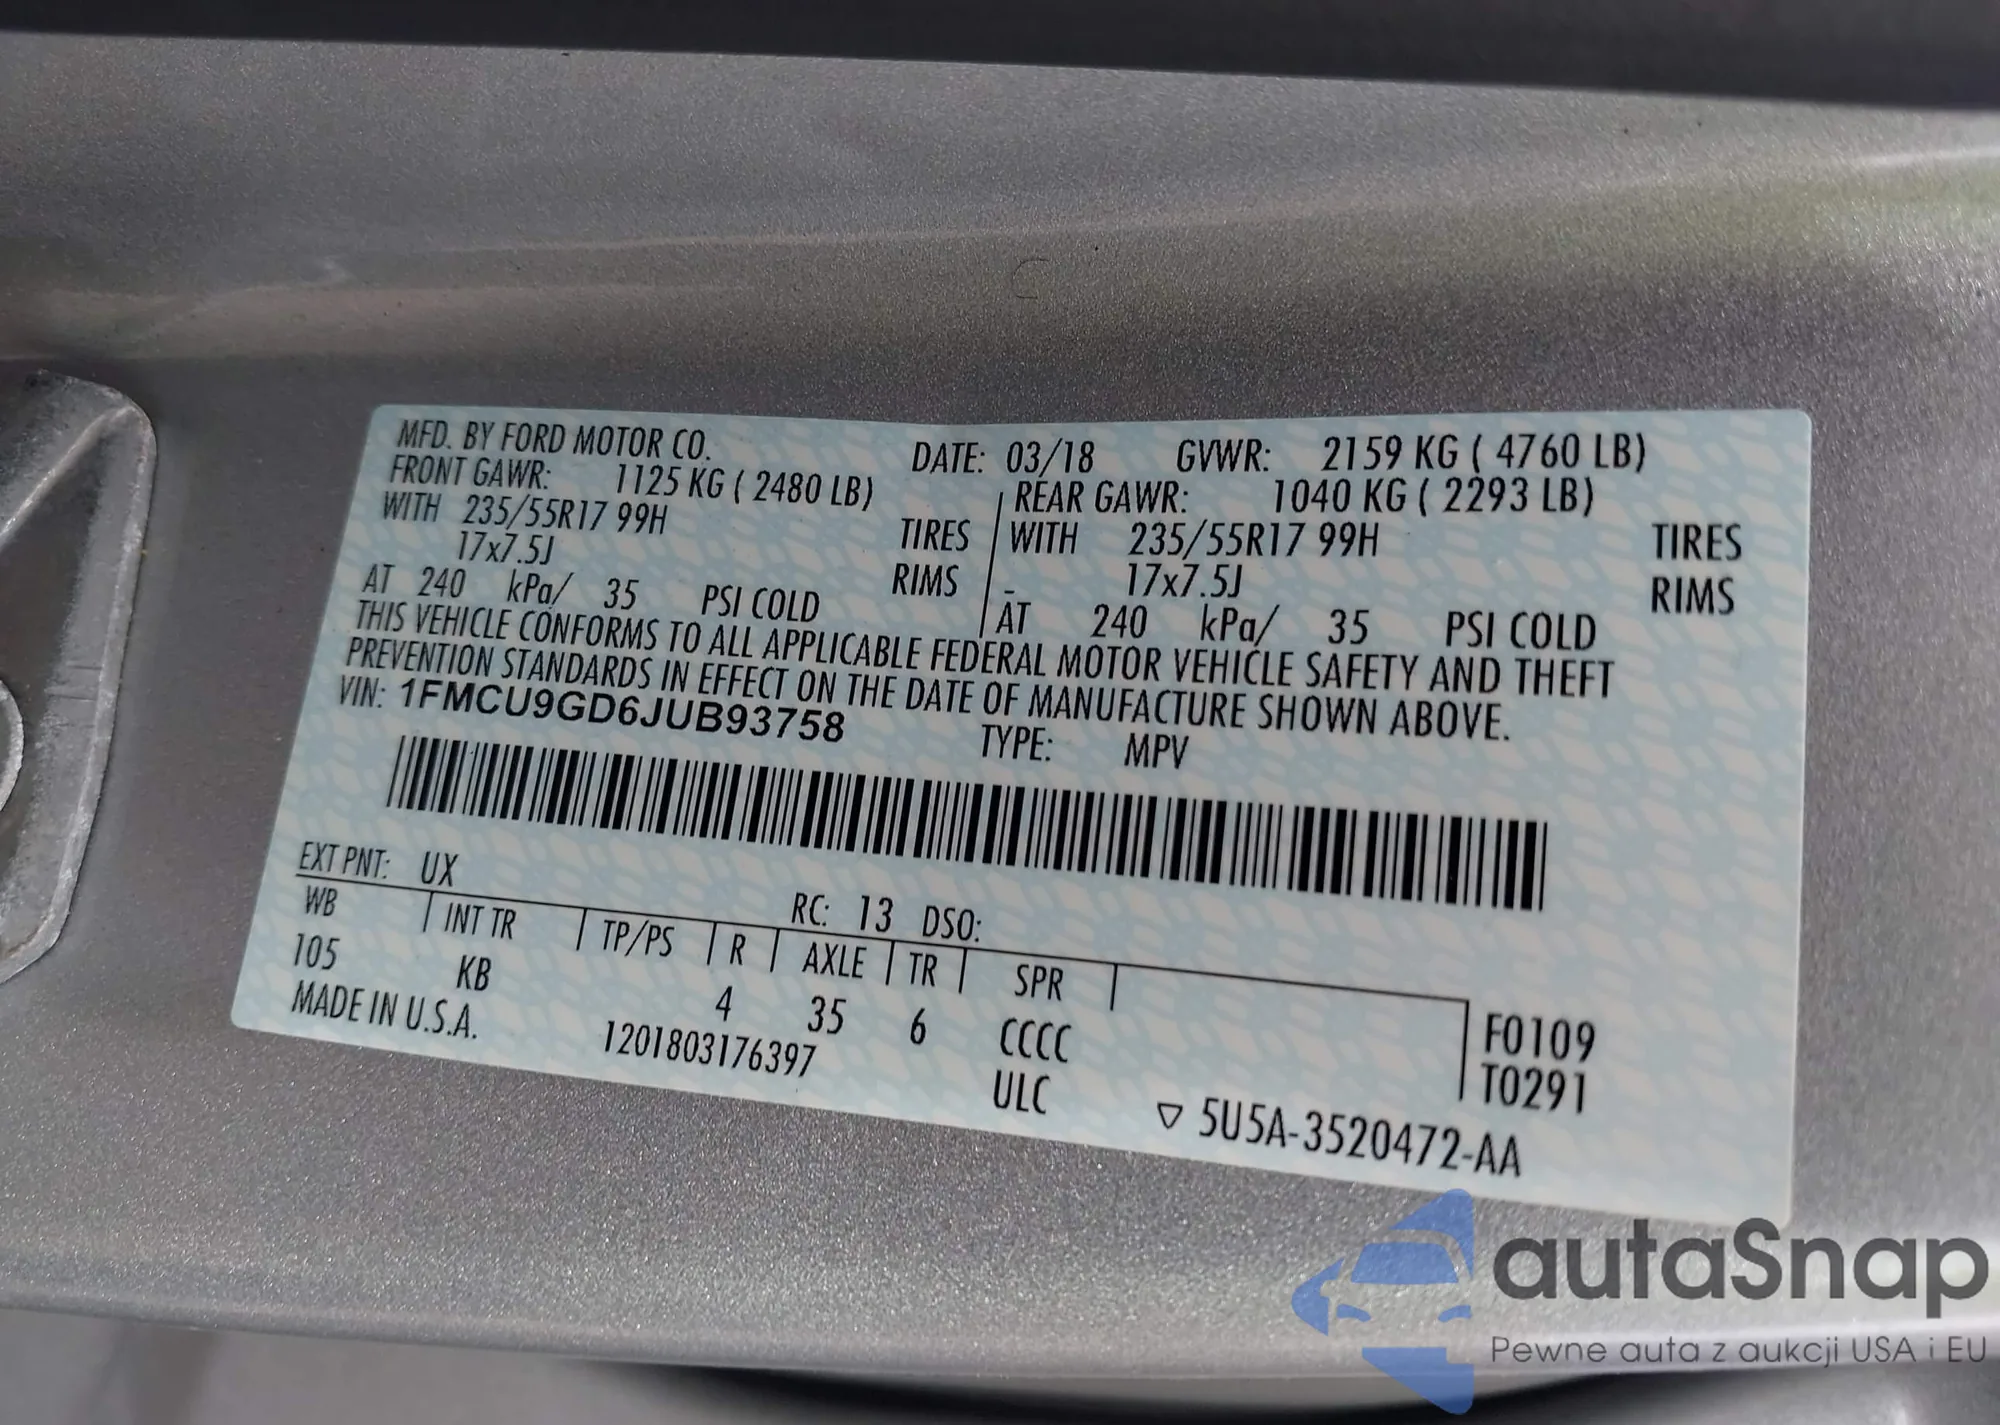 MFD. BY FORD MOTOR CO. DATE: 03/18 GVWR: 2159 KG ( 4760 LB)
FRONT GAWR: 1125 KG ( 2480 LB) REAR GAWR: 1040 KG ( 2293 LB)
WITH 235/55R17 99H TIRES WITH 235/55R17 99H TIRES
17x7.5J RIMS - 17x7.5J RIMS
AT 240 kPa/ 35 PSI COLD AT 240 kPa/ 35 PSI COLD
THIS VEHICLE CONFORMS TO ALL APPLICABLE FEDERAL MOTOR VEHICLE SAFETY AND THEFT
PREVENTION STANDARDS IN EFFECT ON THE DATE OF MANUFACTURE SHOWN ABOVE.
VIN: 1FMCU9GD6JUB93758 TYPE: MPV
EXT PNT: UX RC: 13 DSO:
WB INT TR TP/PS R AXLE TR SPR
105 KB 4 35 6 CCCC F0109
MADE IN U.S.A. 1201803176397 ULC T0291
▽ 5U5A-3520472-AA
autaSnap
Pewne auta z aukcji USA i EU